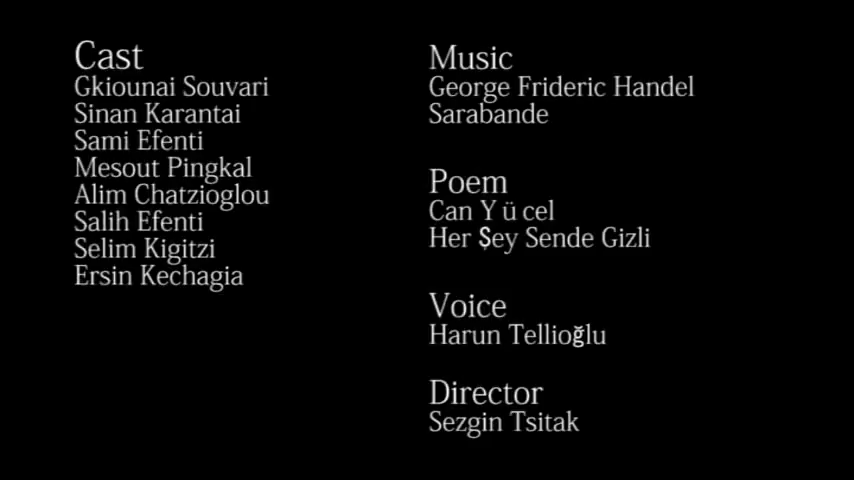 Cast
Gkiounai Souvari
Sinan Karantai
Sami Efenti
Mesout Pingkal
Alim Chatzioglou
Salih Efenti
Selim Kigitzi
Ersin Kechagia
Music
George Frideric Handel
Sarabande
Poem
Can Y ü cel
Her Şey Sende Gizli
Voice
Harun Tellioğlu
Director
Sezgin Tsitak